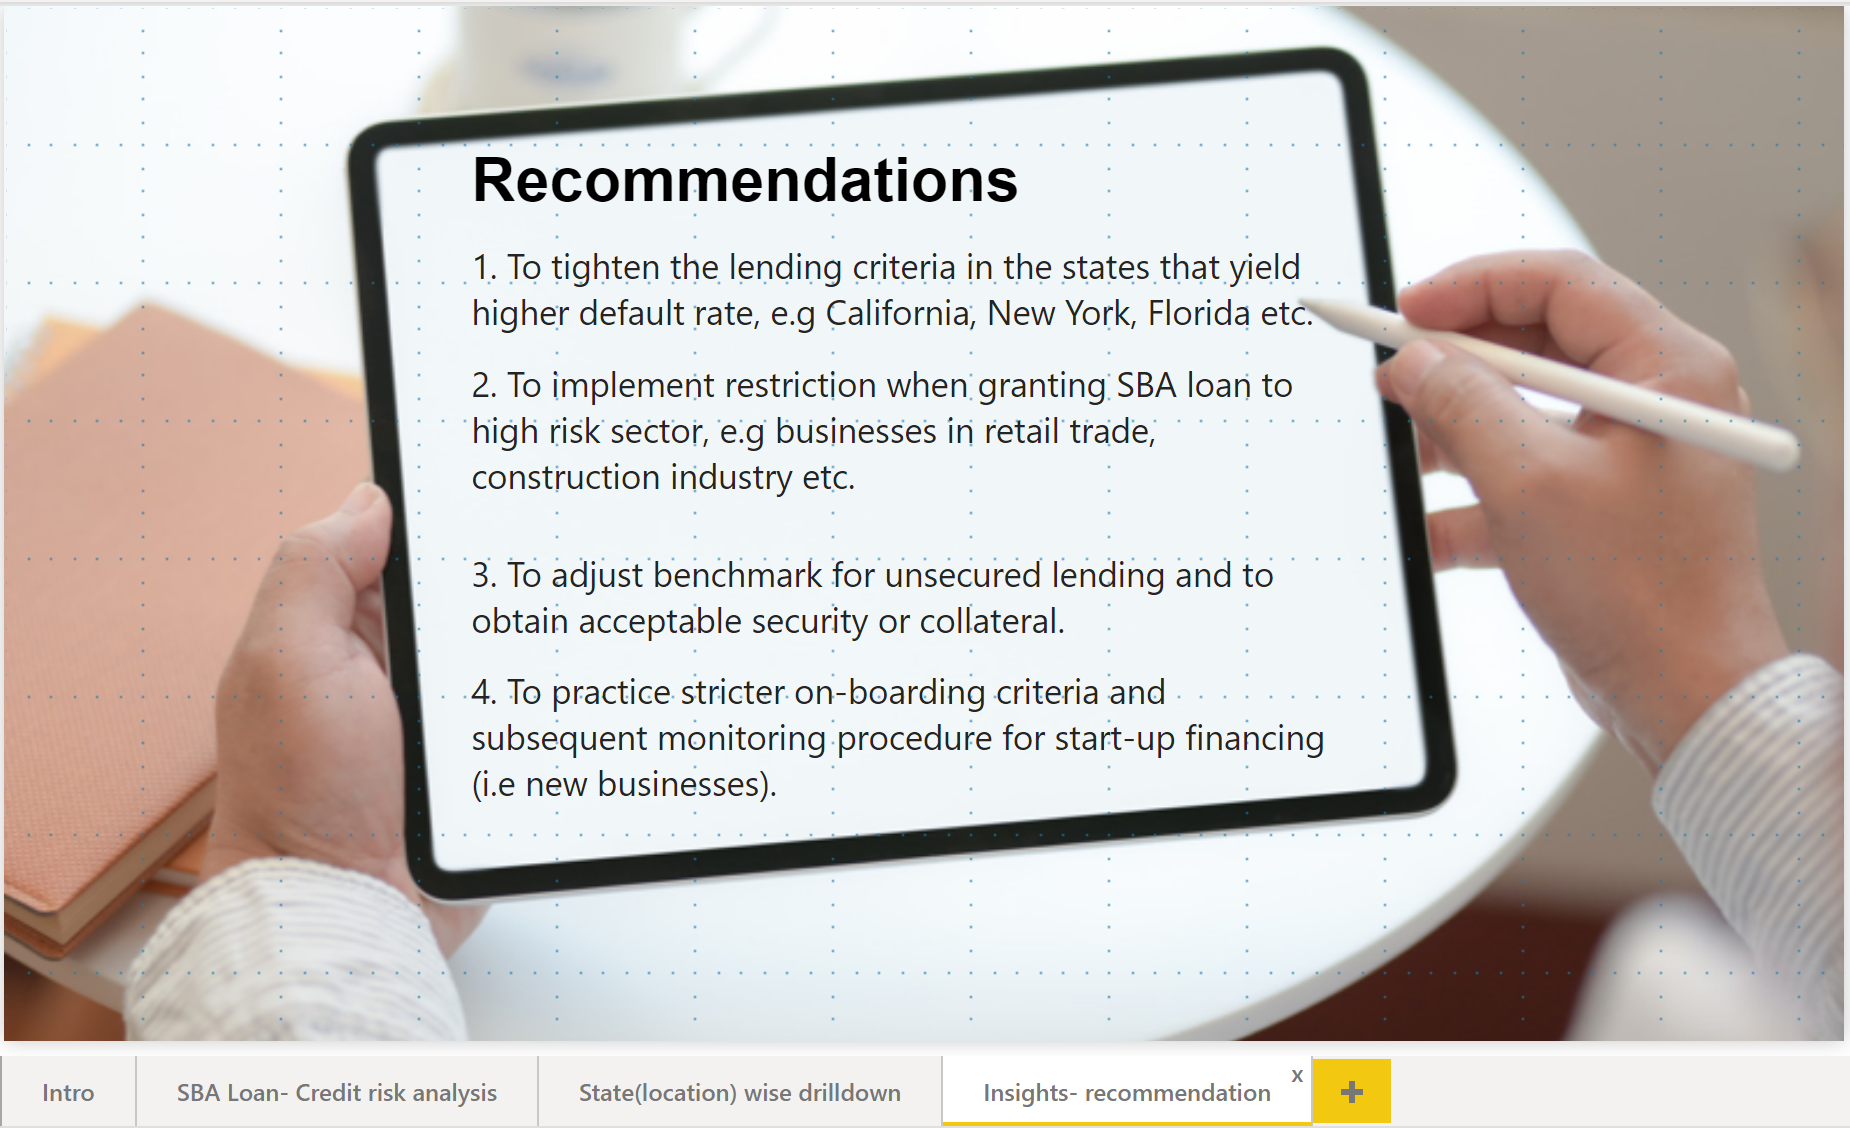 Recommendations
1. To tighten the lending criteria in the states that yield
higher default rate, e.g California, New York, Florida etc.
2. To implement restriction when granting SBA loan to
high risk sector, e.g businesses in retail trade,
construction industry etc.
3. To adjust benchmark for unsecured lending and to
obtain acceptable security or collateral.
4. To practice stricter on-boarding criteria and
subsequent monitoring procedure for start-up financing
(i.e new businesses).
Intro
SBA Loan- Credit risk analysis
State(location) wise drilldown
Insights- recommendation
x
+